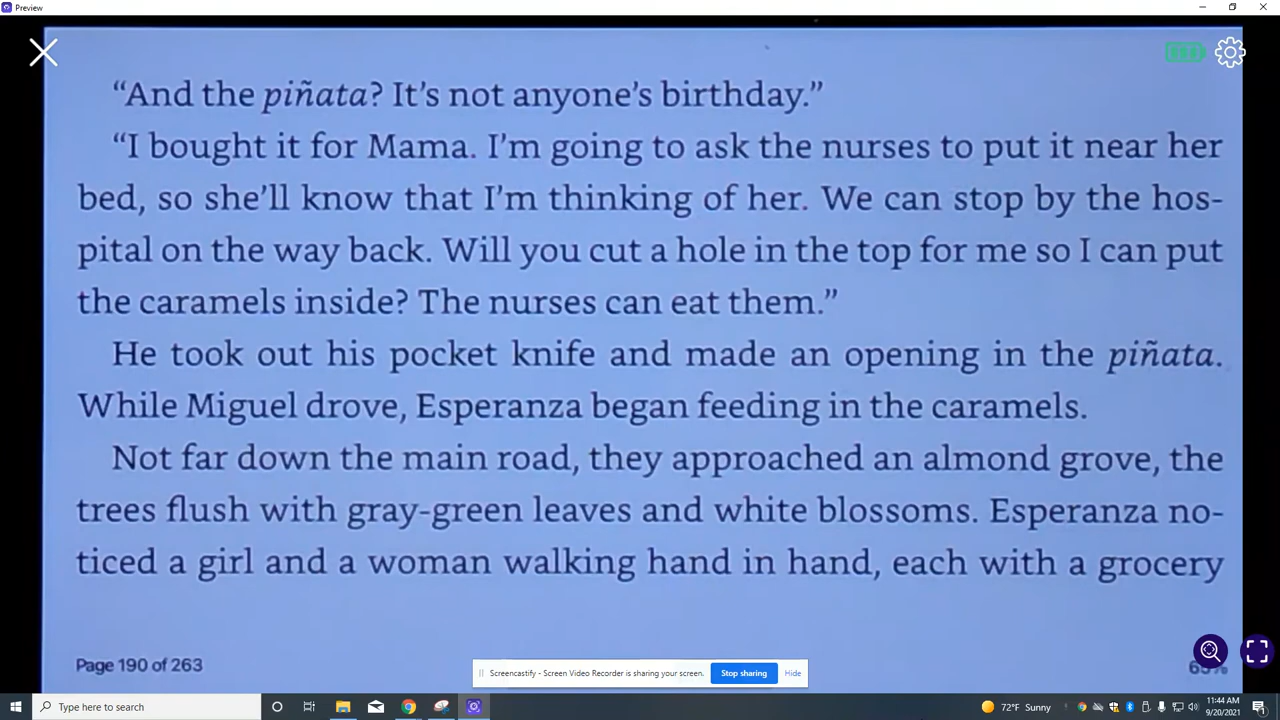 Preview
“And the piñata? It’s not anyone’s birthday.”
“I bought it for Mama. I’m going to ask the nurses to put it near her
bed, so she’ll know that I’m thinking of her. We can stop by the hos-
pital on the way back. Will you cut a hole in the top for me so I can put
the caramels inside? The nurses can eat them.”
He took out his pocket knife and made an opening in the piñata.
While Miguel drove, Esperanza began feeding in the caramels.
Not far down the main road, they approached an almond grove, the
trees flush with gray-green leaves and white blossoms. Esperanza no-
ticed a girl and a woman walking hand in hand, each with a grocery
Page 190 of 263
Screencastify - Screen Video Recorder is sharing your screen.
Stop sharing
Hide
Type here to search
72°F Sunny
11:44 AM
9/20/2021